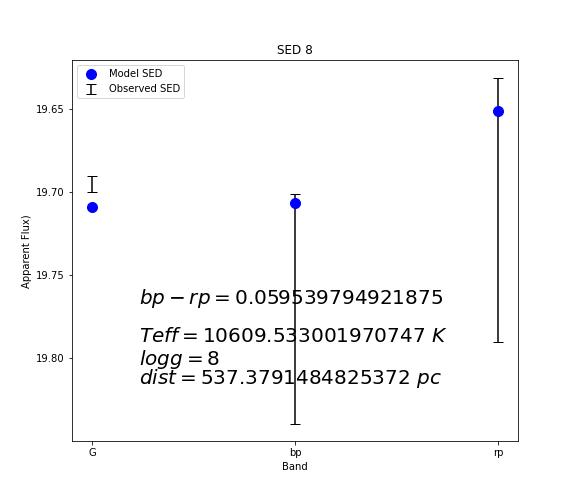 SED 8
Model SED
Observed SED
19.65
19.70
19.75
19.80
Apparent Flux)
bp − rp = 0.059539794921875
Teff = 10609.533001970747 K
logg = 8
dist = 537.3791484825372 pc
G bp rp
Band